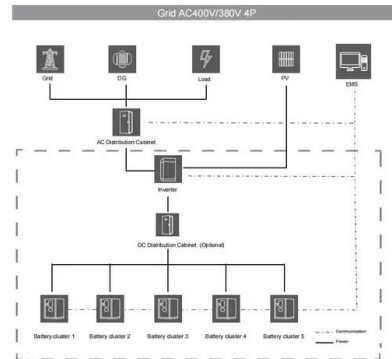 Grid AC400V/380V 4P
Grid
DG
Load
PV
EMS
AC Distribution Cabinet
Inverter
DC Distribution Cabinet (Optional)
Battery cluster 1
Battery cluster 2
Battery cluster 3
Battery cluster 4
Battery cluster 5
Communication
Power